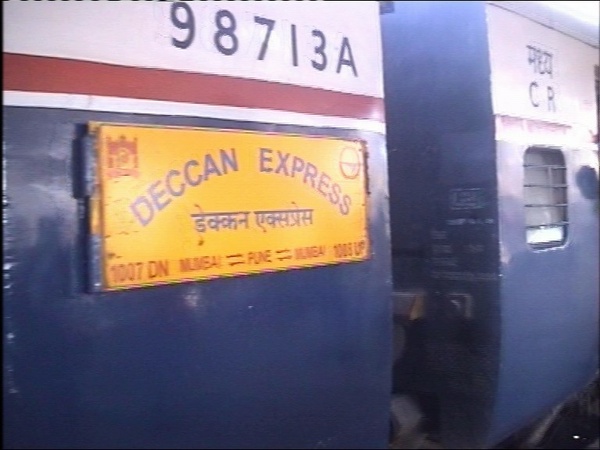 98713A
मध्य
C R
DECCAN EXPRESS
डेक्कन एक्सप्रेस
1007 DN MUMBAI ⇌ PUNE ⇌ MUMBAI 1008 UP